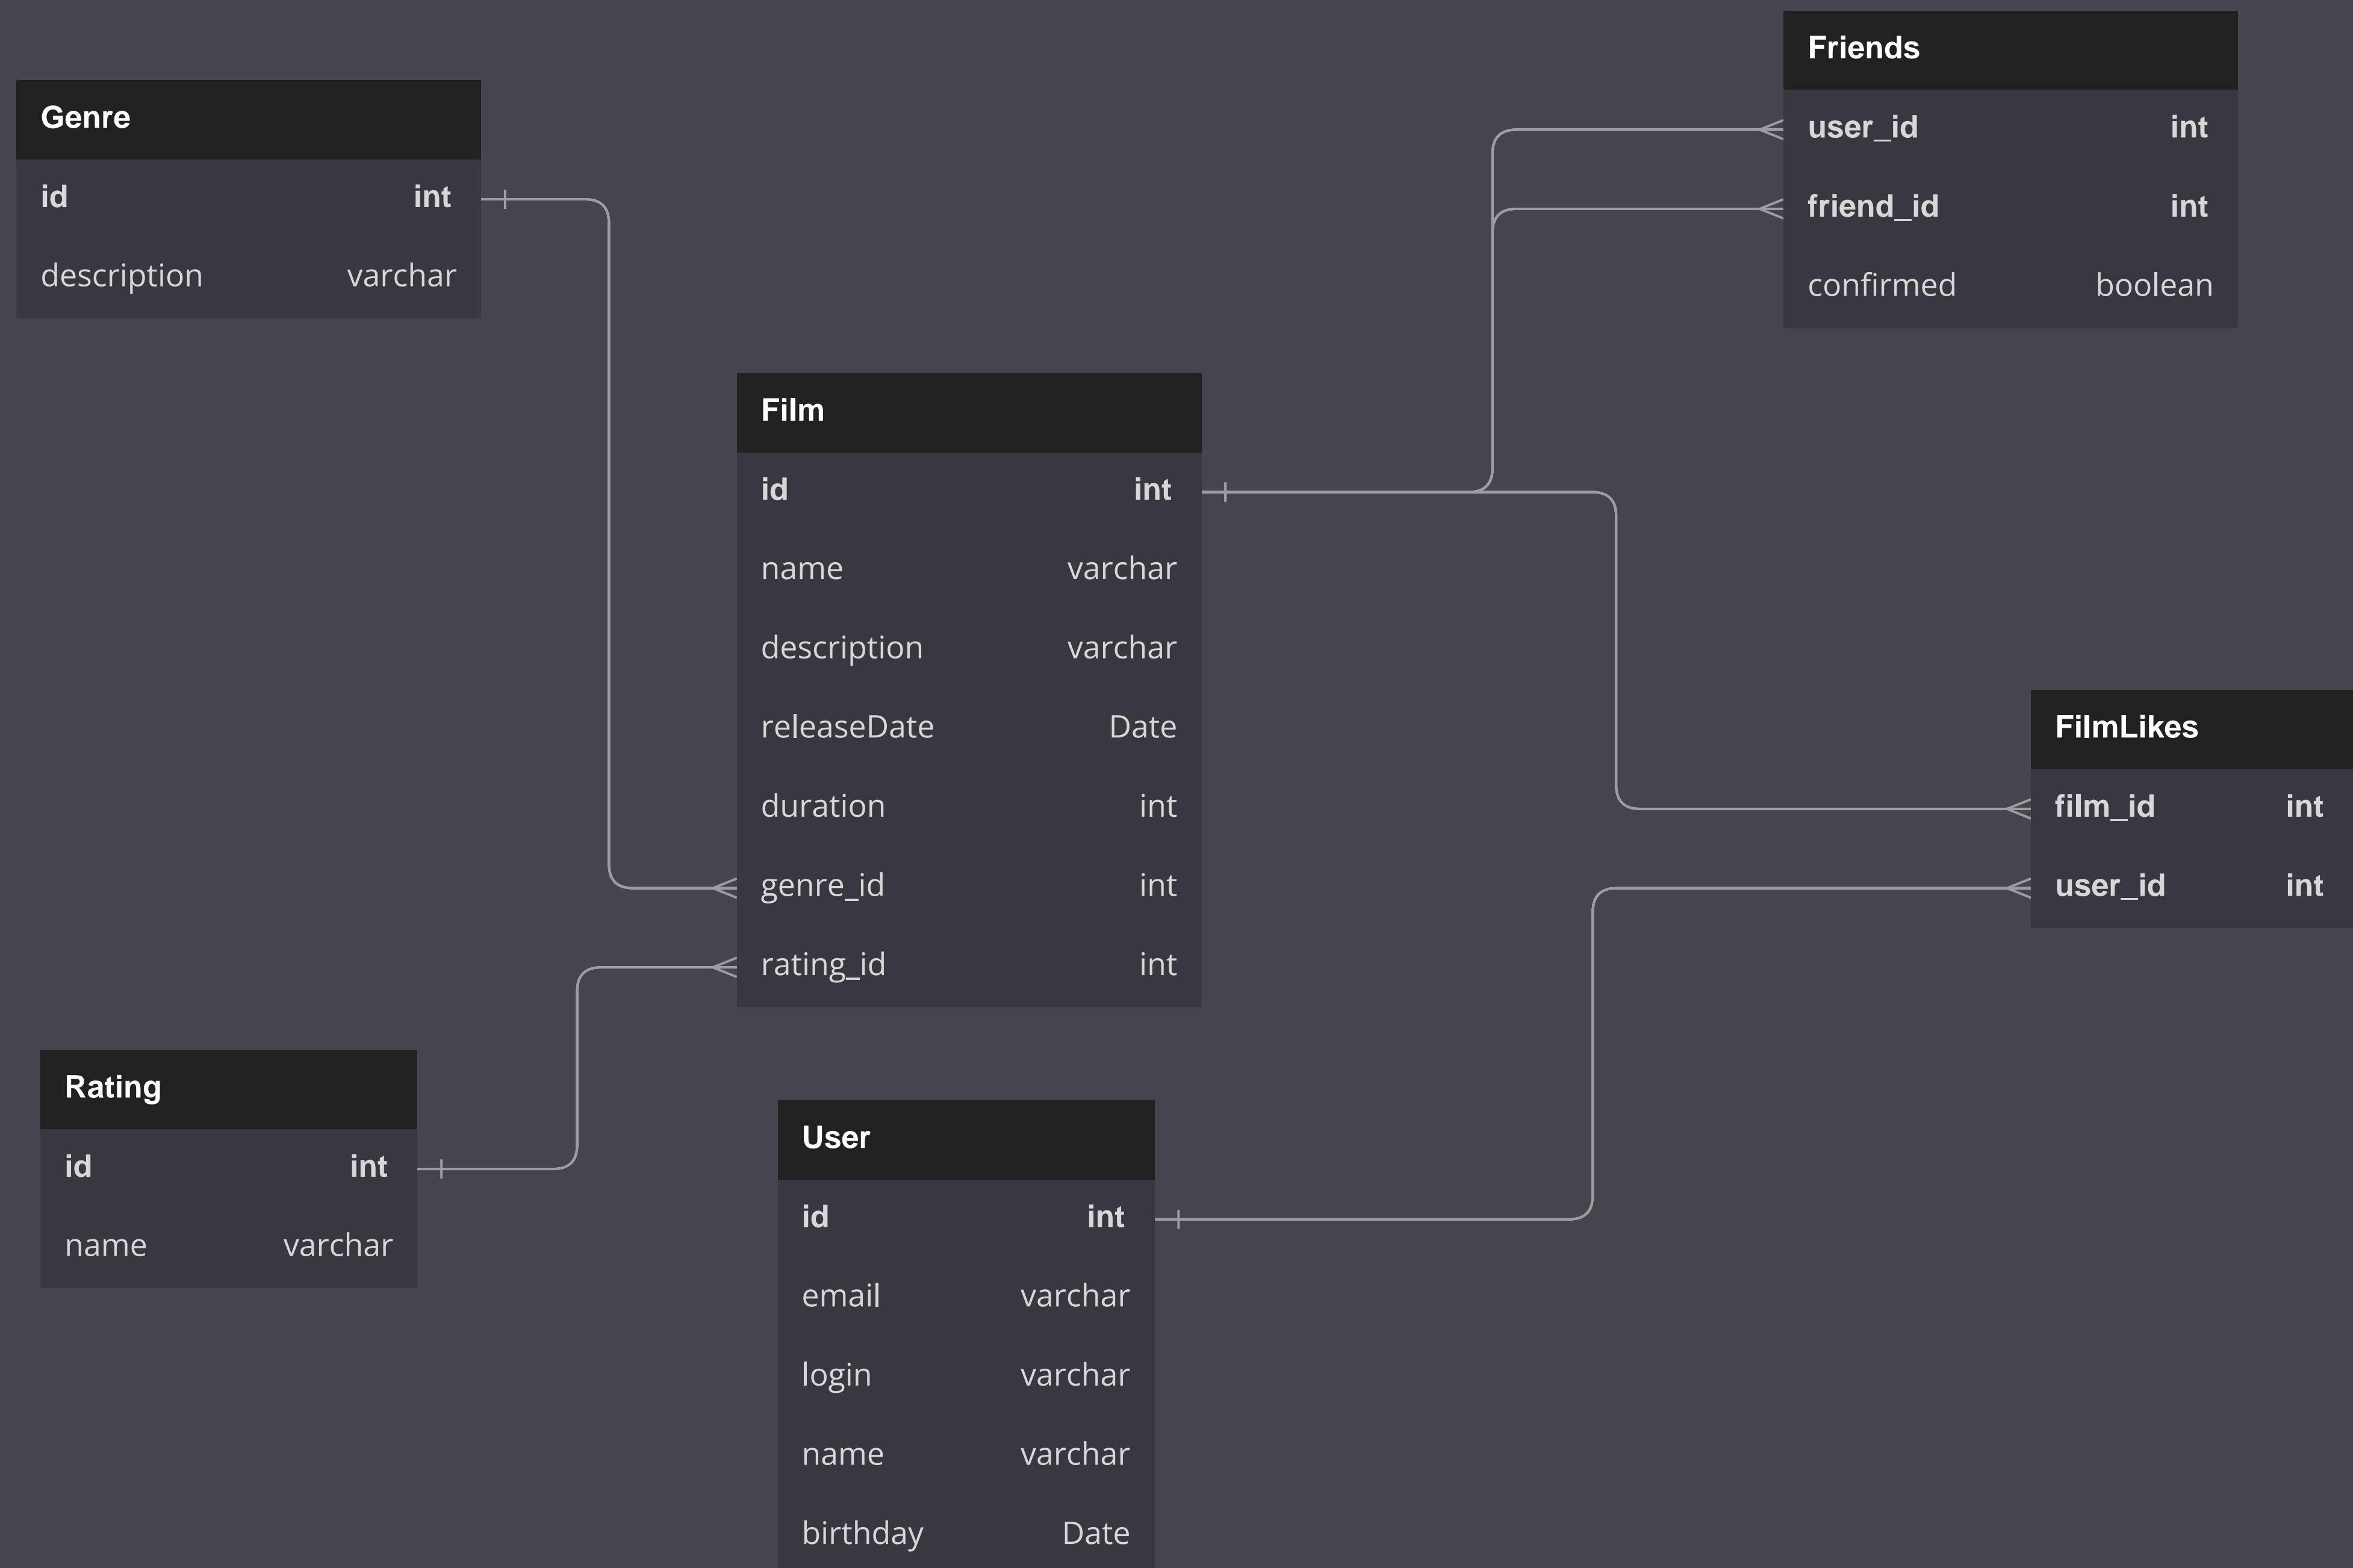 Genre
id int
description varchar
Friends
user_id int
friend_id int
confirmed boolean
Film
id int
name varchar
description varchar
releaseDate Date
duration int
genre_id int
rating_id int
FilmLikes
film_id int
user_id int
Rating
id int
name varchar
User
id int
email varchar
login varchar
name varchar
birthday Date